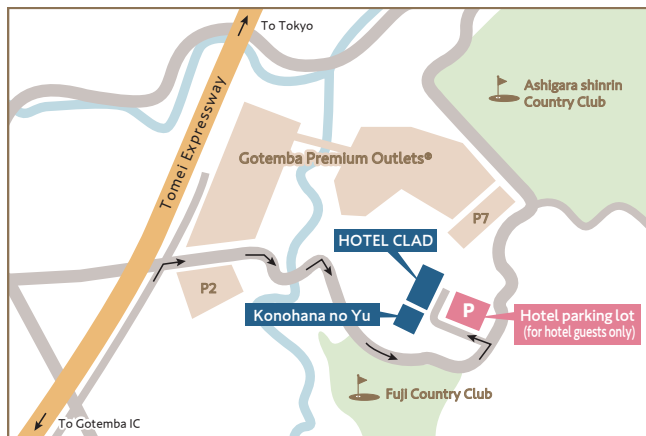 To Tokyo
Tomei Expressway
Ashigara shinrin
Country Club
Gotemba Premium Outlets®
P7
HOTEL CLAD
P2
Konohana no Yu
P
Hotel parking lot
(for hotel guests only)
Fuji Country Club
To Gotemba IC